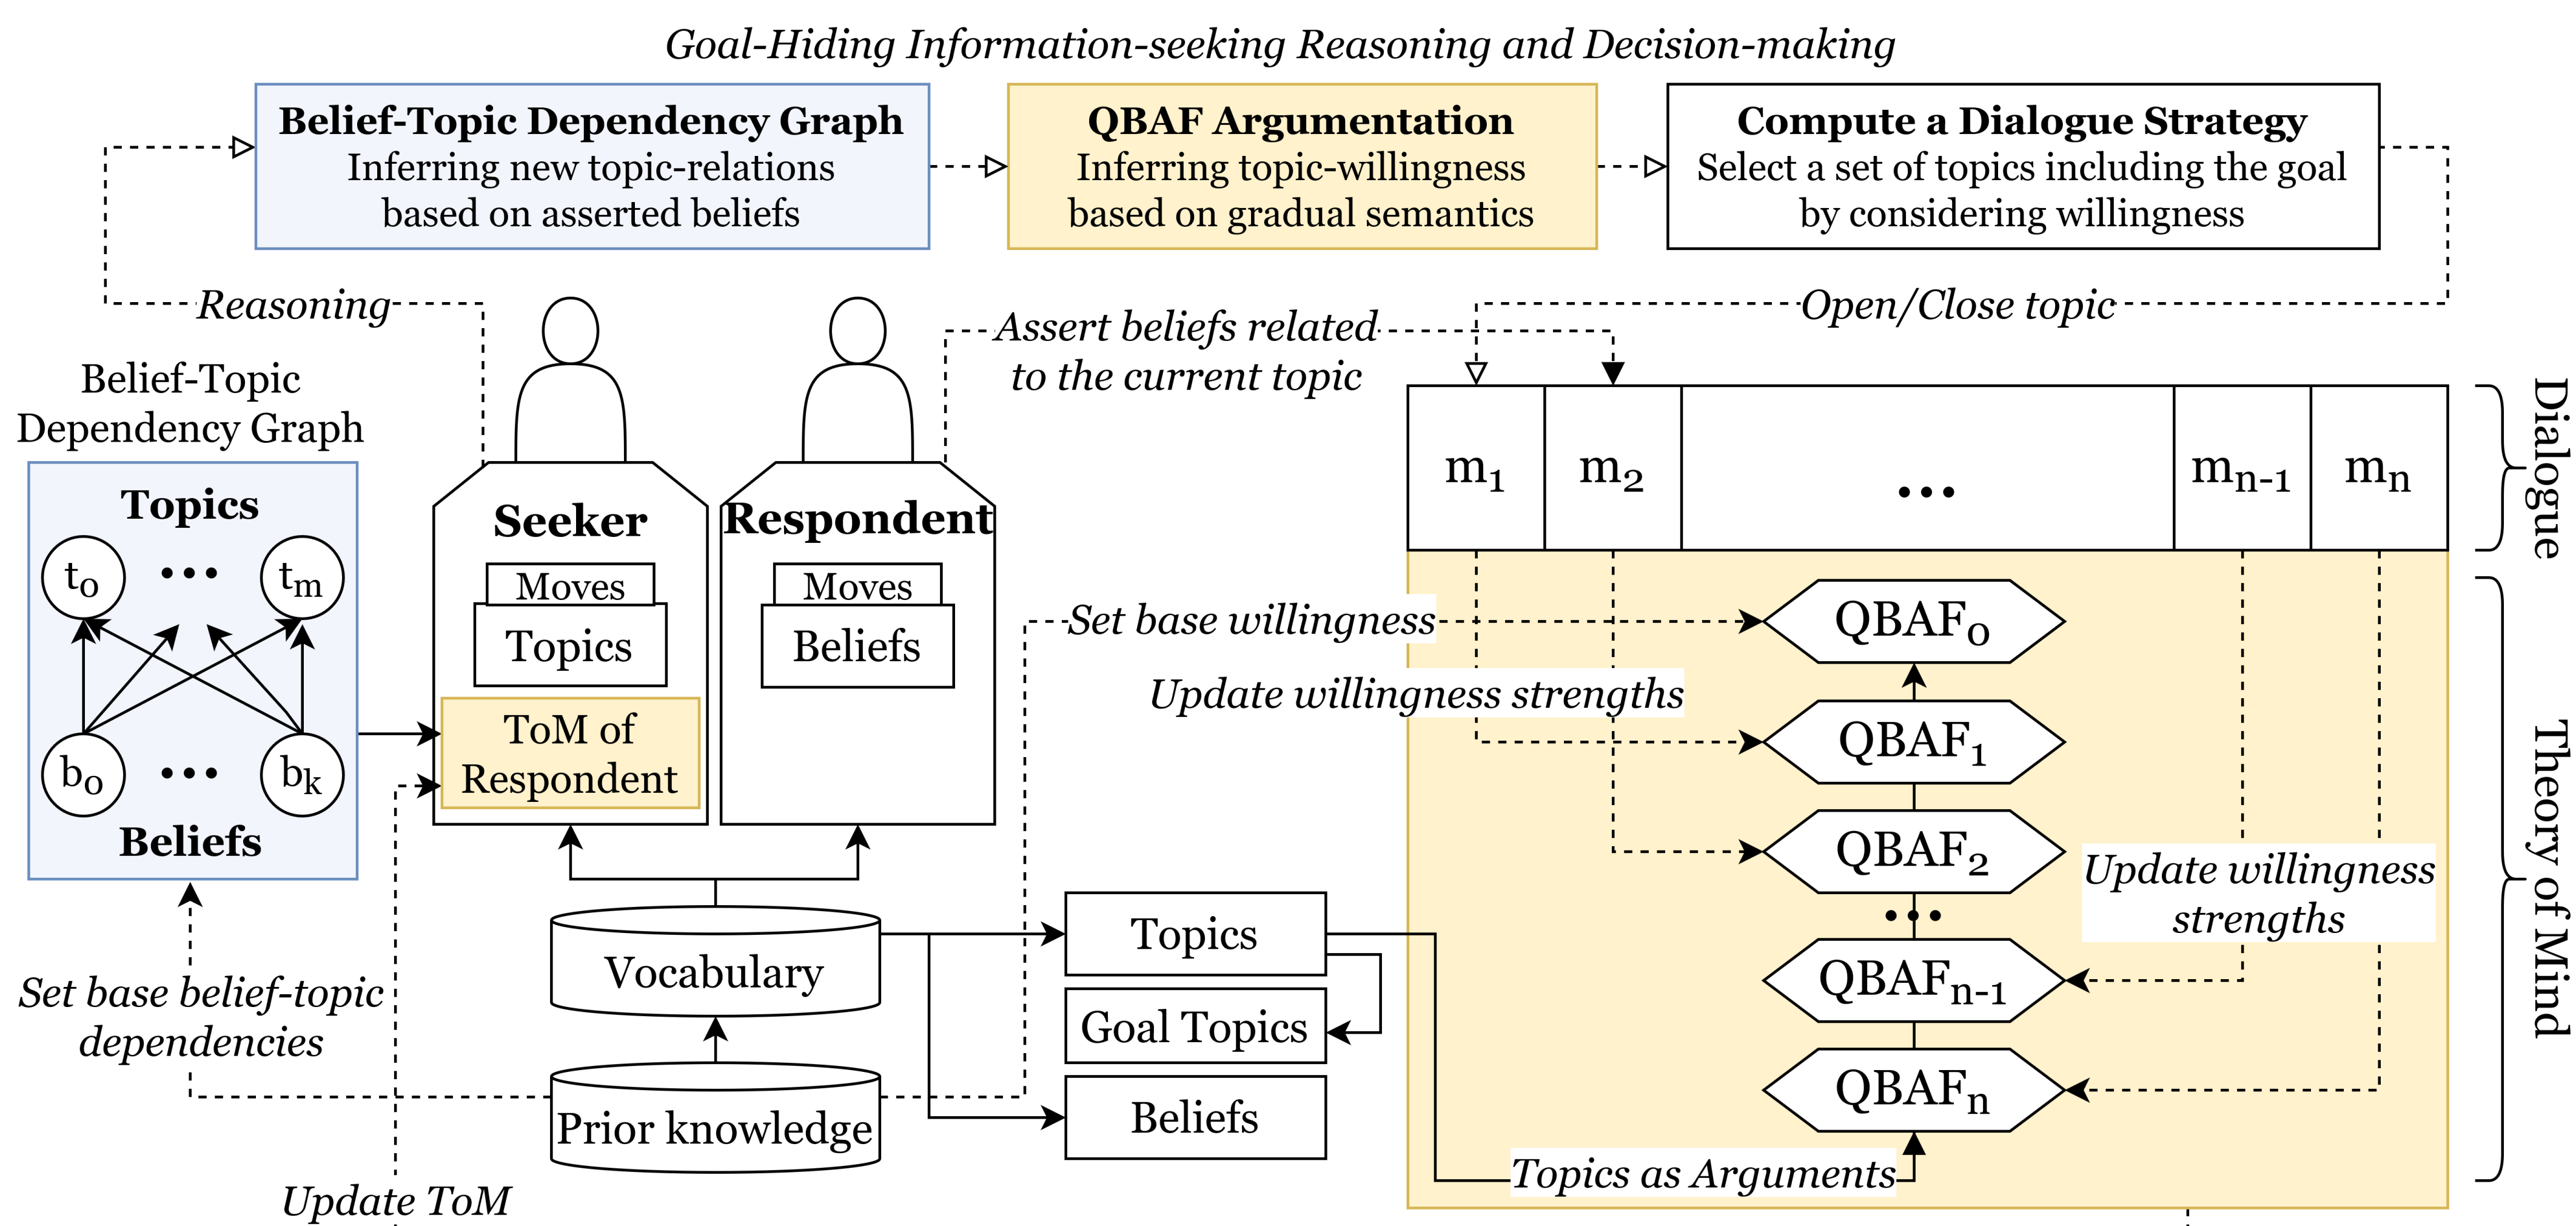 Goal-Hiding Information-seeking Reasoning and Decision-making
Belief-Topic Dependency Graph
Inferring new topic-relations
based on asserted beliefs
QBAF Argumentation
Inferring topic-willingness
based on gradual semantics
Compute a Dialogue Strategy
Select a set of topics including the goal
by considering willingness
Reasoning
Assert beliefs related
to the current topic
Open/Close topic
Belief-Topic
Dependency Graph
Topics
t₀ ... tₘ
b₀ ... bₖ
Beliefs
Seeker
Moves
Topics
ToM of
Respondent
Respondent
Moves
Beliefs
m₁ m₂ ... mₙ₋₁ mₙ
Dialogue
Set base willingness
Update willingness strengths
QBAF₀
QBAF₁
QBAF₂
...
QBAFₙ₋₁
QBAFₙ
Update willingness
strengths
Theory of Mind
Topics as Arguments
Vocabulary
Prior knowledge
Topics
Goal Topics
Beliefs
Set base belief-topic
dependencies
Update ToM